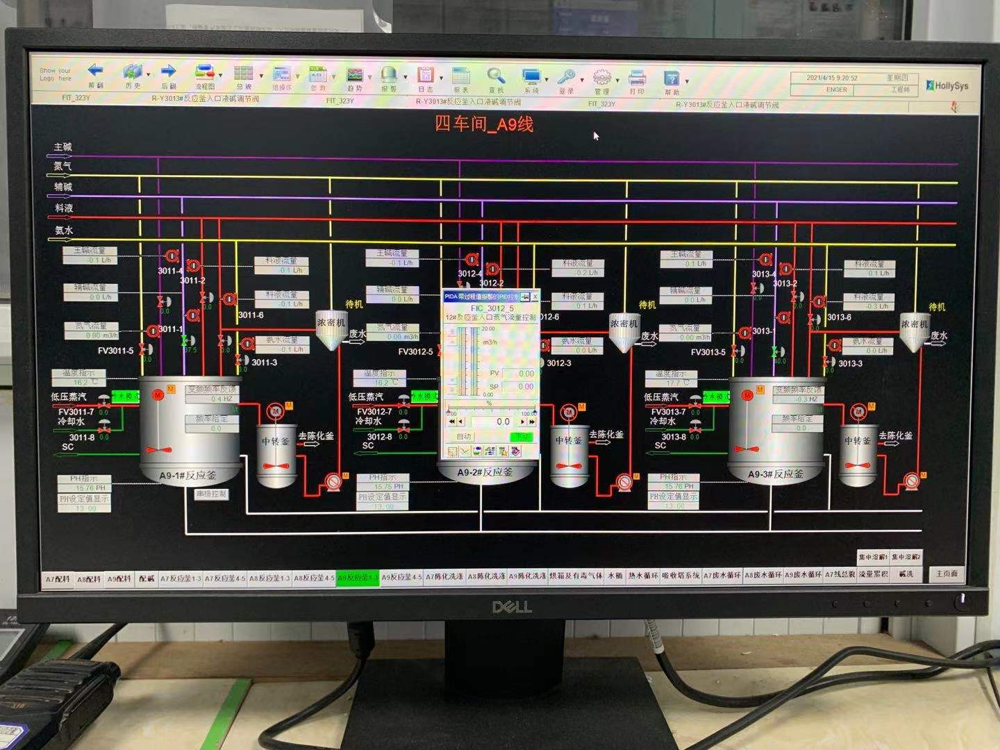 Show your
Logo here
前翻
历史
后翻
流程图
总貌
组操作
参数
趋势
报警
日志
报表
查找
系统
登录
管理
打印
帮助
2021/4/15 9:20:52 星期四
ENGER 工程师
HollySys
FIT_323Y R-Y3013#反应釜入口液碱调节阀 FIT_323Y R-Y3013#反应釜入口液碱调节阀 FIT_323Y R-Y3013#反应釜入口液碱调节阀
四车间_A9线
主碱
氮气
辅碱
料液
氨水
主碱流量
-0.1 L/h
3011-4
3011-2
料液流量
0.1 L/h
辅碱流量
0.0 L/h
料液流量
-0.1 L/h
3011-6
氮气流量
0.00 m3/h
3011-1
氨水流量
-0.1 L/h
3011-3
FV3011-5
0.0
37.5
待机
浓密机
废水
温度指示
16.2 ℃
低压蒸汽
FV3011-7
0.0
冷却水
3011-8
0.0
SC
变频频率反馈
0.4 HZ
频率给定
0.0
A9-1#反应釜
中转釜
去陈化釜
PH指示
15.76 PH
PH设定值显示
13.00
串级控制
主碱流量
-0.1 L/h
3012-4
3012-2
料液流量
0.2 L/h
辅碱流量
0.0 L/h
料液流量
0.1 L/h
氮气流量
0.00 m3/h
氨水流量
0.0 L/h
3012-3
FV3012-5
待机
浓密机
废水
PIDA 带过程值报警的PID控制 X
FIC_3012_5
12#反应釜入口氮气流量控制
20.00
m3/h
PV 0.00
SP 0.00
0.00
%
0.00 100.00
0.0
自动
手动
温度指示
16.2 ℃
低压蒸汽
FV3012-7
0.0
冷却水
3012-8
0.0
SC
A9-2#反应釜
中转釜
去陈化釜
PH指示
15.75 PH
PH设定值显示
13.00
主碱流量
0.1 L/h
3013-4
3013-2
料液流量
0.1 L/h
辅碱流量
0.0 L/h
料液流量
-0.3 L/h
3013-6
氮气流量
-0.00 m3/h
3013-1
氨水流量
0.0 L/h
3013-3
FV3013-5
待机
浓密机
废水
温度指示
17.7 ℃
低压蒸汽
FV3013-7
0.0
冷却水
3013-8
0.0
SC
变频频率反馈
-0.3 HZ
频率给定
0.0
A9-3#反应釜
中转釜
去陈化釜
PH指示
15.76 PH
PH设定值显示
13.00
集中溶解1 集中溶解2
A7配料 A8配料 A9配料 配碱 A7反应釜1-3 A7反应釜4-5 A8反应釜1-3 A8反应釜4-5 A9反应釜1-3 A9反应釜4-5 A7陈化洗涤 A8陈化洗涤 A9陈化洗涤 烘箱及有毒气体 水桶 热水循环 吸收塔系统 A7废水循环 A8废水循环 A9废水循环 A7线总貌 流量累积 碱洗 主页面
DELL